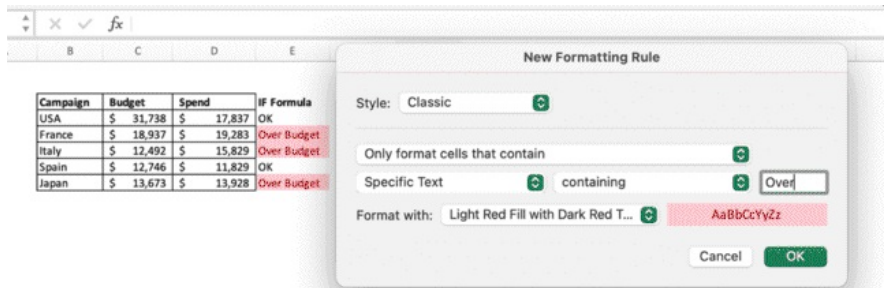 fx
B C D E
New Formatting Rule
Style: Classic
Campaign Budget Spend IF Formula
USA $ 31,738 $ 17,837 OK
France $ 18,937 $ 19,283 Over Budget
Italy $ 12,492 $ 15,829 Over Budget
Spain $ 12,746 $ 11,829 OK
Japan $ 13,673 $ 13,928 Over Budget
Only format cells that contain
Specific Text containing Over
Format with: Light Red Fill with Dark Red T... AaBbCcYyZz
Cancel OK